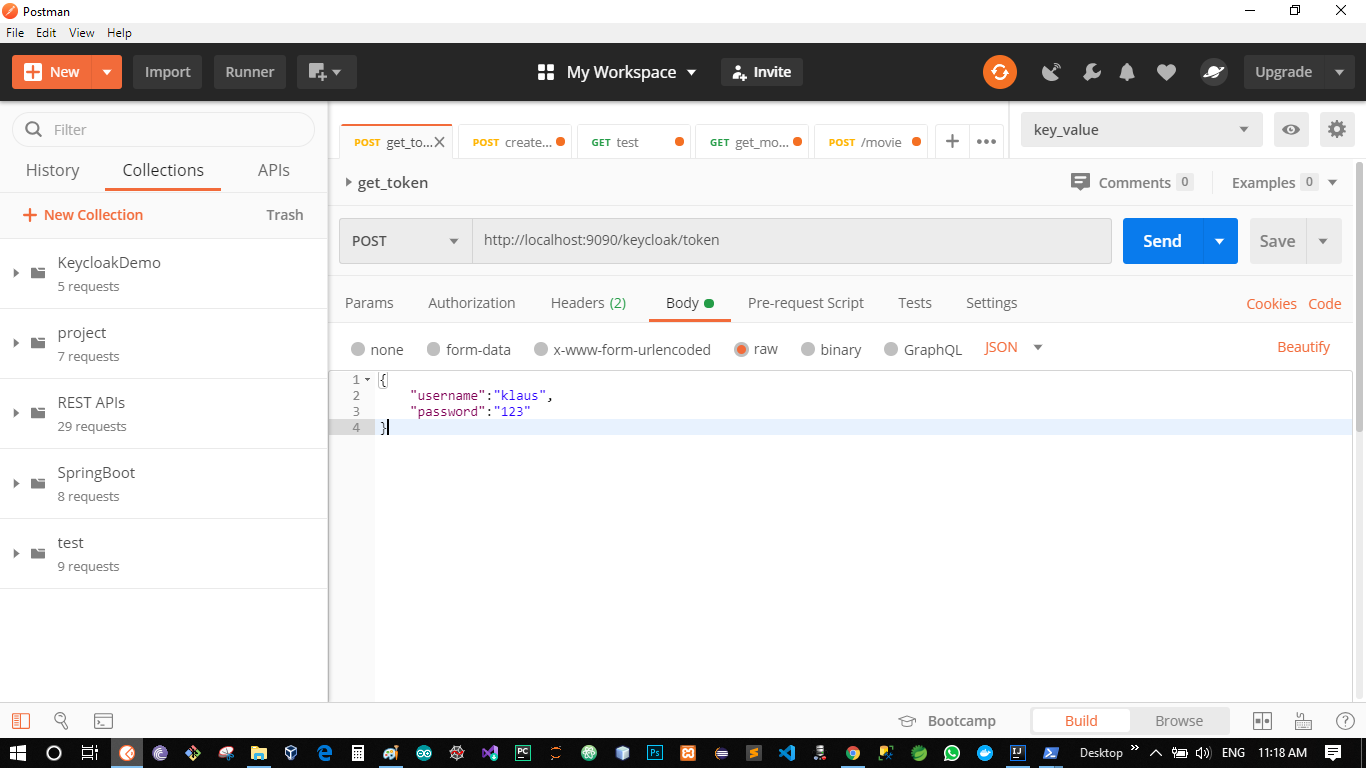 Postman
File Edit View Help
New Import Runner My Workspace Invite Upgrade
Filter
History Collections APIs
New Collection Trash
KeycloakDemo
5 requests
project
7 requests
REST APIs
29 requests
SpringBoot
8 requests
test
9 requests
POST get_to... POST create... GET test GET get_mo... POST /movie key_value
get_token Comments 0 Examples 0
POST http://localhost:9090/keycloak/token Send Save
Params Authorization Headers (2) Body Pre-request Script Tests Settings Cookies Code
none form-data x-www-form-urlencoded raw binary GraphQL JSON Beautify
1 {
2 "username":"klaus",
3 "password":"123"
4 }
Bootcamp Build Browse
PC Ps IJ Desktop ENG 11:18 AM